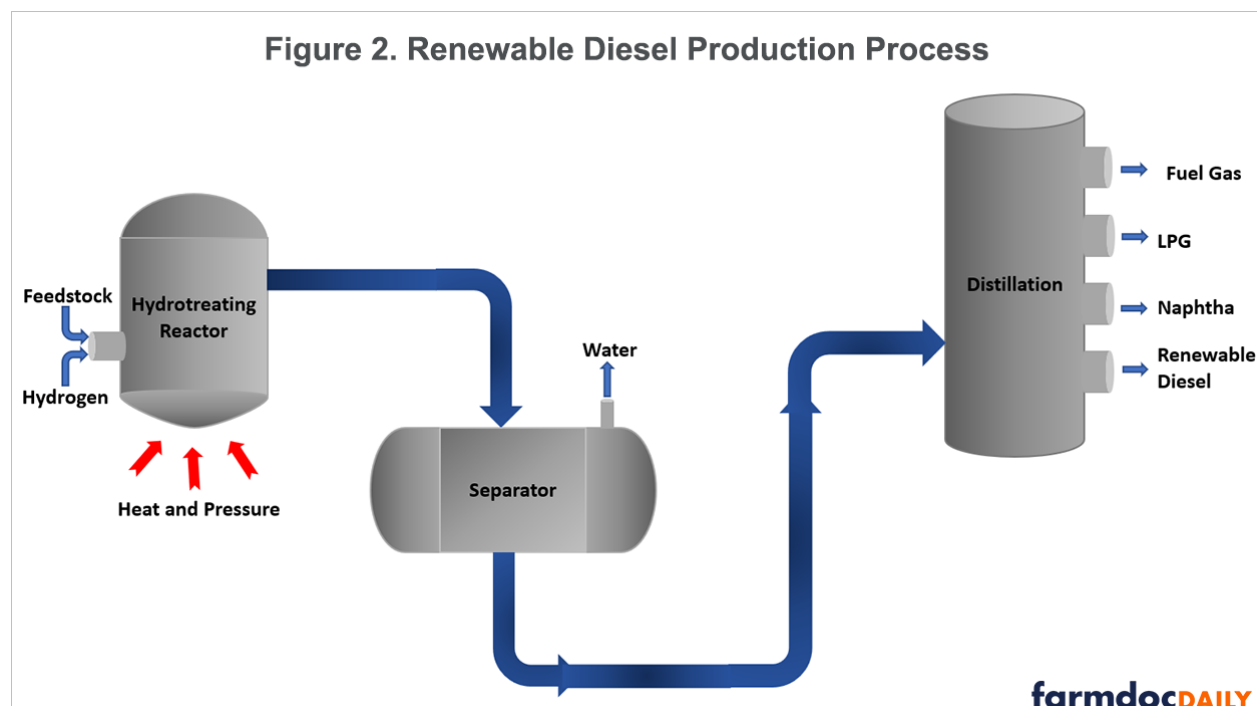 Figure 2. Renewable Diesel Production Process
Feedstock
Hydrogen
Hydrotreating
Reactor
Heat and Pressure
Water
Separator
Distillation
Fuel Gas
LPG
Naphtha
Renewable
Diesel
farmdocDAILY